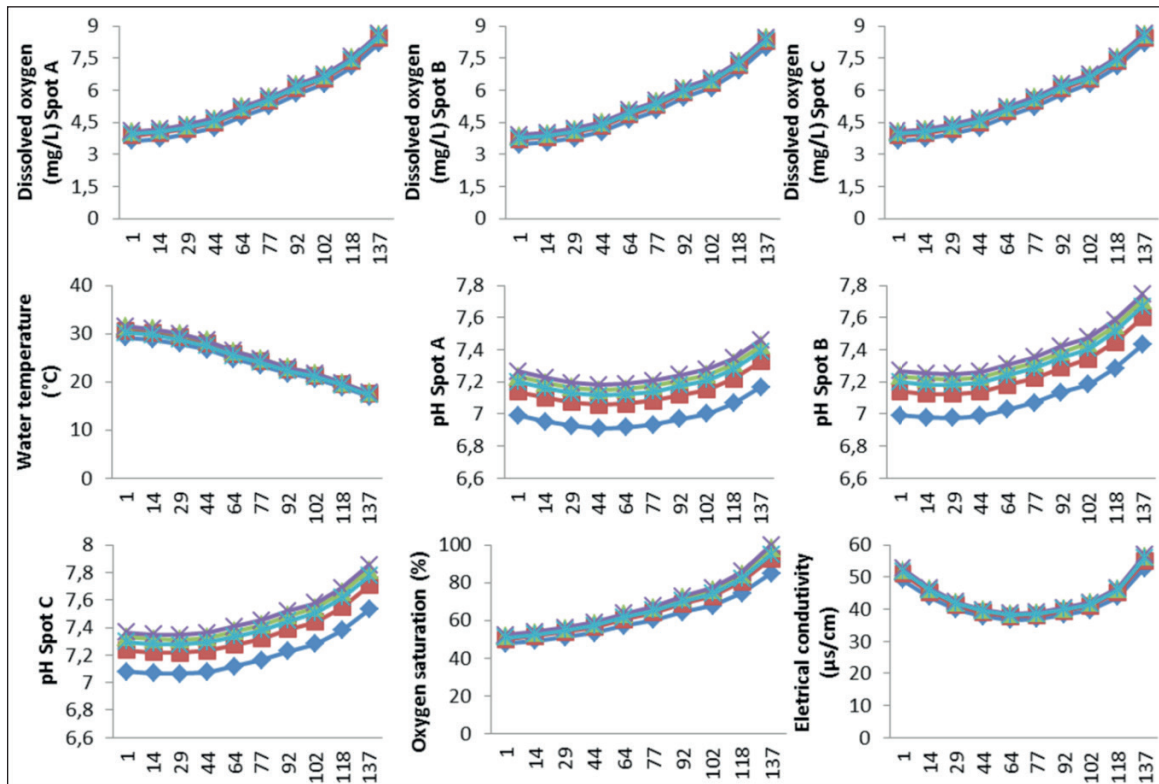 Dissolved oxygen
(mg/L) Spot A
9
7,5
6
4,5
3
1,5
0
1 14 29 44 64 77 92 102 118 137
Dissolved oxygen
(mg/L) Spot B
9
7,5
6
4,5
3
1,5
0
1 14 29 44 64 77 92 102 118 137
Dissolved oxygen
(mg/L) Spot C
9
7,5
6
4,5
3
1,5
0
1 14 29 44 64 77 92 102 118 137
Water temperature
(°C)
40
30
20
10
0
1 14 29 44 64 77 92 102 118 137
pH Spot A
7,8
7,6
7,4
7,2
7
6,8
6,6
1 14 29 44 64 77 92 102 118 137
pH Spot B
7,8
7,6
7,4
7,2
7
6,8
6,6
1 14 29 44 64 77 92 102 118 137
pH Spot C
8
7,8
7,6
7,4
7,2
7
6,8
6,6
1 14 29 44 64 77 92 102 118 137
Oxygen saturation (%)
100
80
60
40
20
0
1 14 29 44 64 77 92 102 118 137
Eletrical condutivity
(µs/cm)
60
50
40
30
20
10
0
1 14 29 44 64 77 92 102 118 137